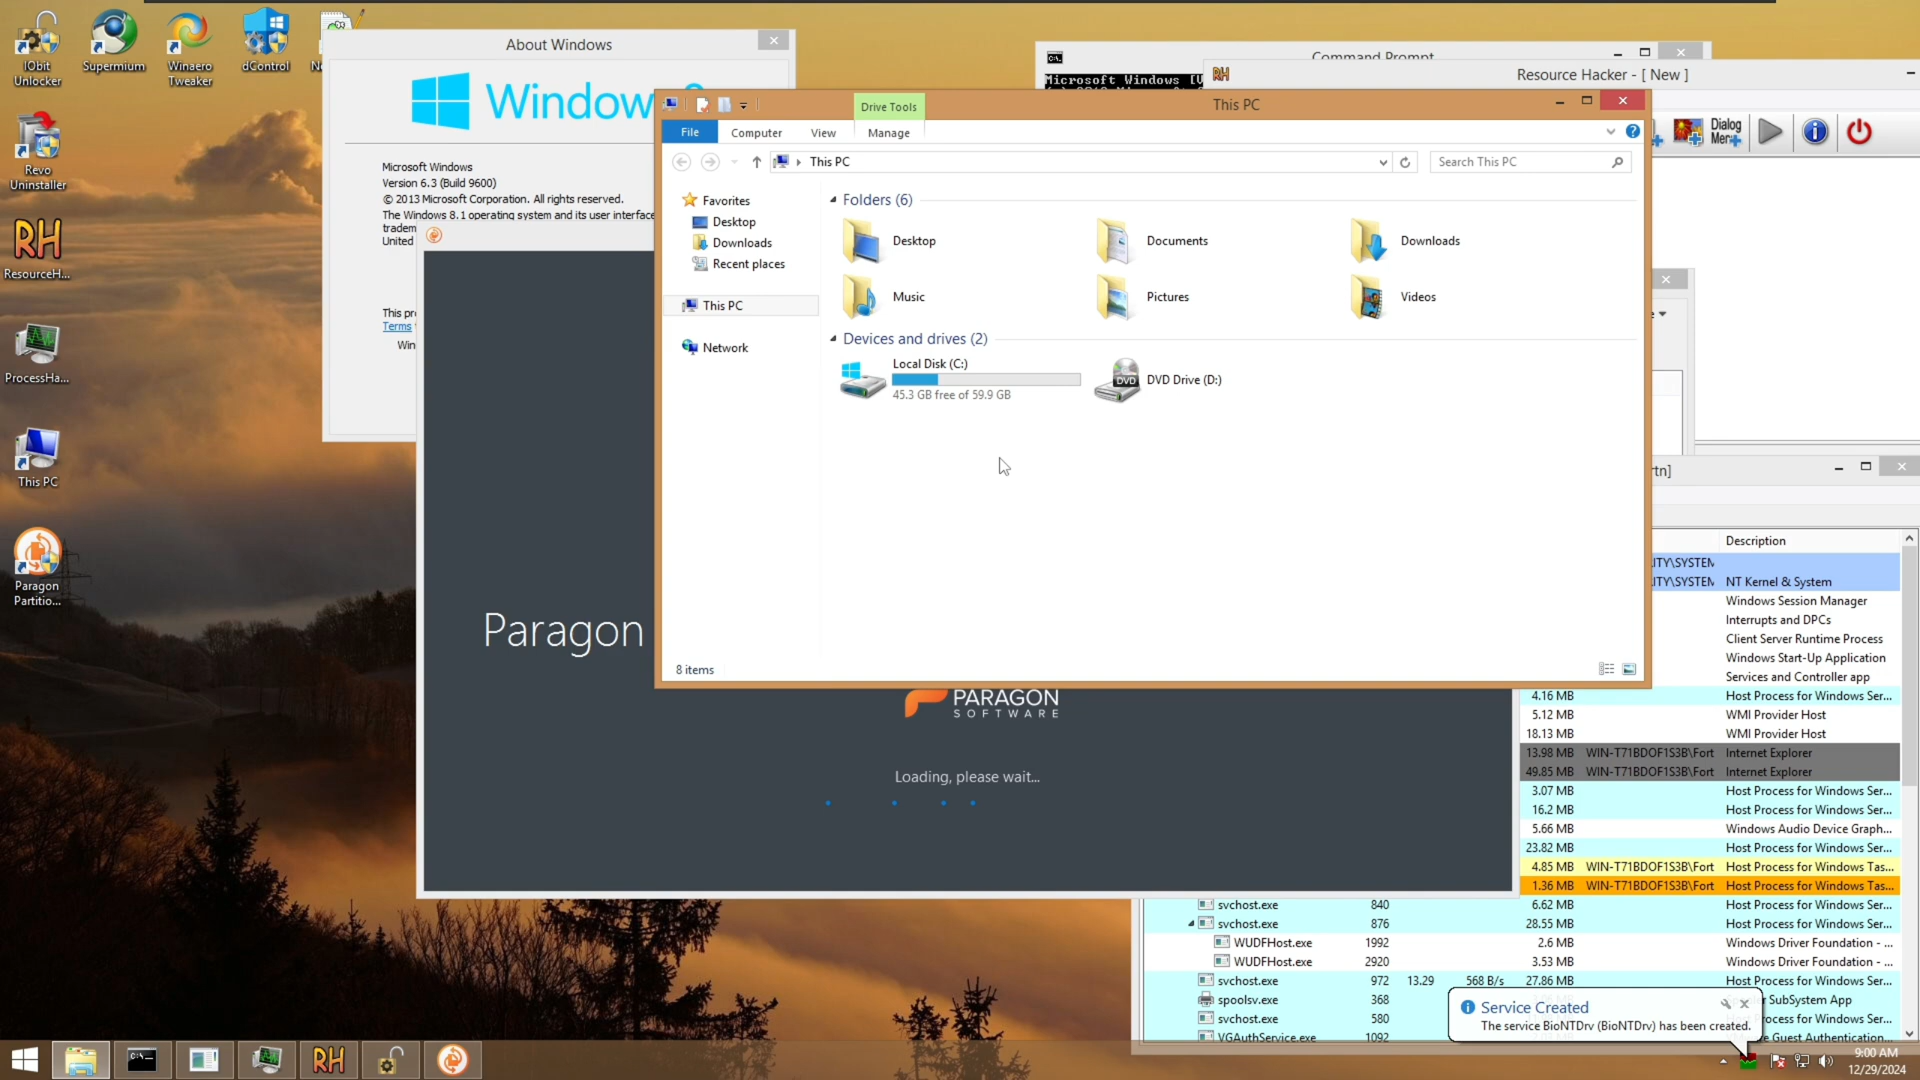 IObit
Unlocker
Supermium
Winaero
Tweaker
dControl
Revo
Uninstaller
RH
ResourceH...
ProcessHa...
This PC
Paragon
Partitio...
About Windows
Window
Microsoft Windows
Version 6.3 (Build 9600)
© 2013 Microsoft Corporation. All rights reserved.
The Windows 8.1 operating system and its user interface
United
Terms
Command Prompt
Microsoft Windows [V
RH
Resource Hacker - [ New ]
Dialog
Menu
Drive Tools
This PC
File
Computer
View
Manage
This PC
Search This PC
Favorites
Desktop
Downloads
Recent places
This PC
Network
Folders (6)
Desktop
Documents
Downloads
Music
Pictures
Videos
Devices and drives (2)
Local Disk (C:)
45.3 GB free of 59.9 GB
DVD
DVD Drive (D:)
8 items
Paragon
PARAGON
SOFTWARE
Loading, please wait...
Description
ITY\SYSTEM
ITY\SYSTEM NT Kernel & System
Windows Session Manager
Interrupts and DPCs
Client Server Runtime Process
Windows Start-Up Application
Services and Controller app
4.16 MB Host Process for Windows Ser...
5.12 MB WMI Provider Host
18.13 MB WMI Provider Host
13.98 MB WIN-T71BDOF1S3B\Fort Internet Explorer
49.85 MB WIN-T71BDOF1S3B\Fort Internet Explorer
3.07 MB Host Process for Windows Ser...
16.2 MB Host Process for Windows Ser...
5.66 MB Windows Audio Device Graph...
23.82 MB Host Process for Windows Ser...
4.85 MB WIN-T71BDOF1S3B\Fort Host Process for Windows Tas...
1.36 MB WIN-T71BDOF1S3B\Fort Host Process for Windows Tas...
svchost.exe 840 6.62 MB Host Process for Windows Ser...
svchost.exe 876 28.55 MB Host Process for Windows Ser...
WUDFHost.exe 1992 2.6 MB Windows Driver Foundation - ...
WUDFHost.exe 2920 3.53 MB Windows Driver Foundation - ...
svchost.exe 972 13.29 568 B/s 27.86 MB Host Process for Windows Ser...
spoolsv.exe 368 SubSystem App
svchost.exe 580 Process for Windows Ser...
VGAuthService.exe 1092 Guest Authentication...
Service Created
The service BioNTDrv (BioNTDrv) has been created.
RH
9:00 AM
12/29/2024